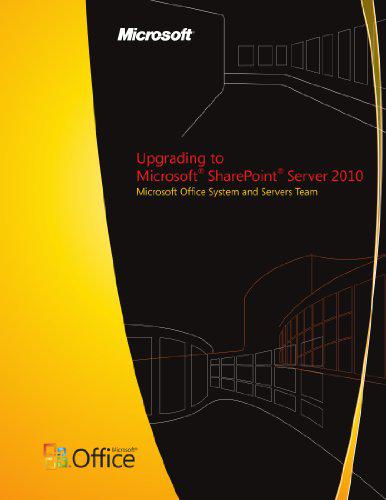 Microsoft
Upgrading to
Microsoft® SharePoint® Server 2010
Microsoft Office System and Servers Team
Microsoft®
Office